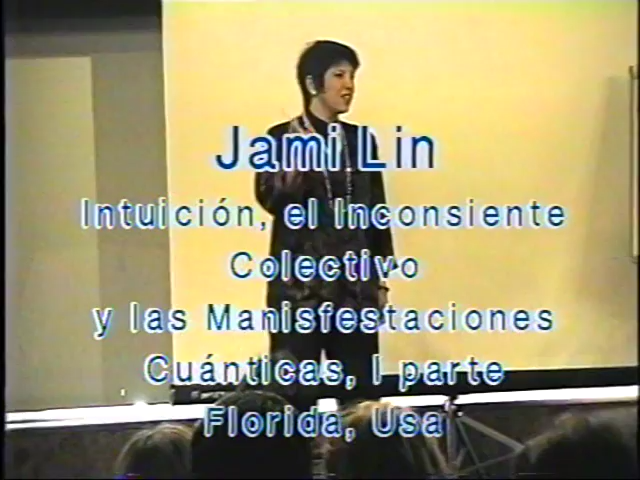 Jami Lin
Intuición, el Inconsiente
Colectivo
y las Manisfestaciones
Cuánticas, I parte
Florida, Usa